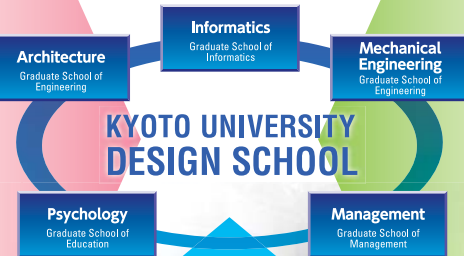 Informatics
Graduate School of
Informatics
Architecture
Graduate School of
Engineering
Mechanical
Engineering
Graduate School of
Engineering
KYOTO UNIVERSITY
DESIGN SCHOOL
Psychology
Graduate School of
Education
Management
Graduate School of
Management